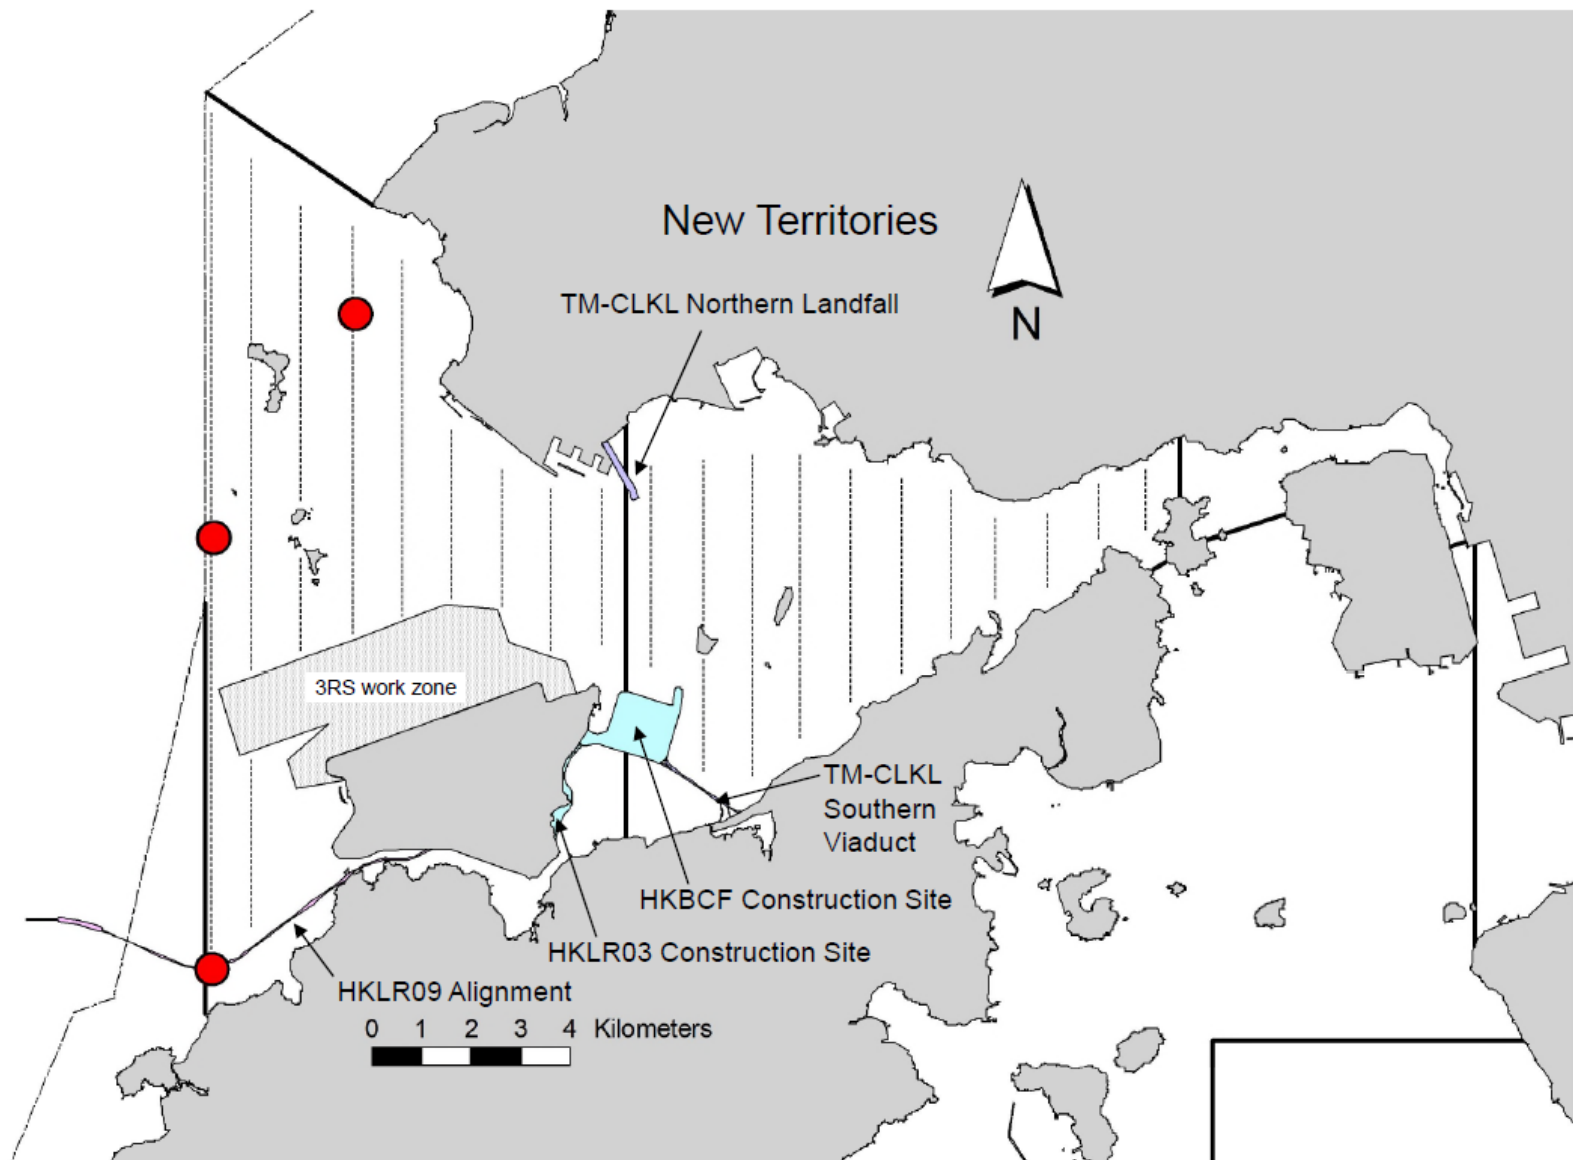 New Territories
TM-CLKL Northern Landfall
N
3RS work zone
TM-CLKL
Southern
Viaduct
HKBCF Construction Site
HKLR03 Construction Site
HKLR09 Alignment
0 1 2 3 4 Kilometers